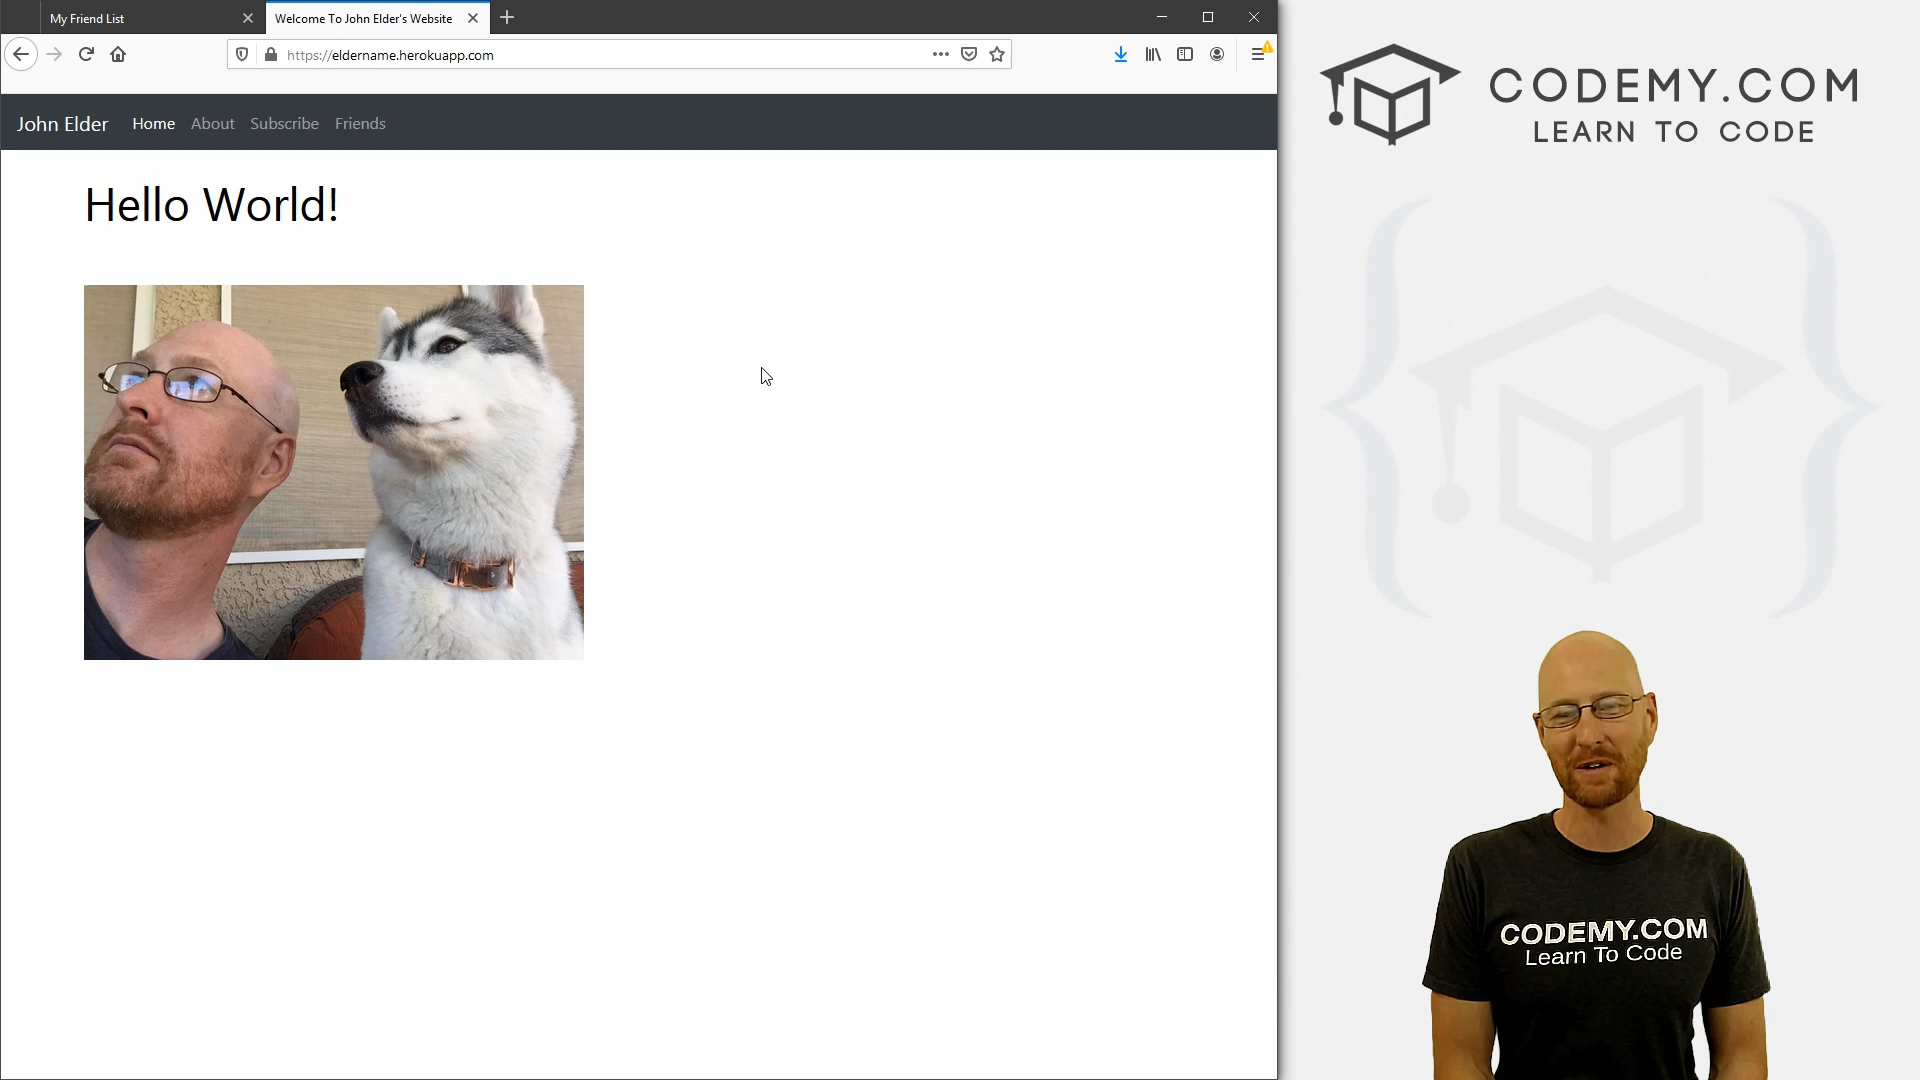 My Friend List
Welcome To John Elder's Website
https://eldername.herokuapp.com
John Elder Home About Subscribe Friends
Hello World!
CODEMY.COM
LEARN TO CODE
CODEMY.COM
Learn To Code